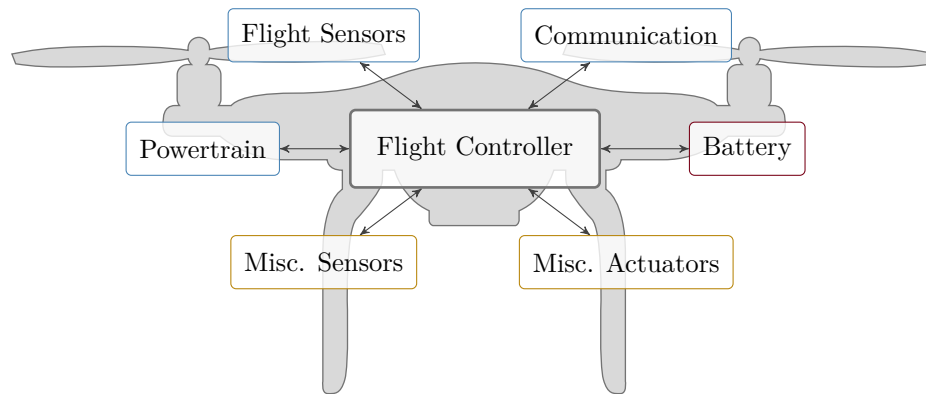 Flight Sensors
Communication
Powertrain
Flight Controller
Battery
Misc. Sensors
Misc. Actuators